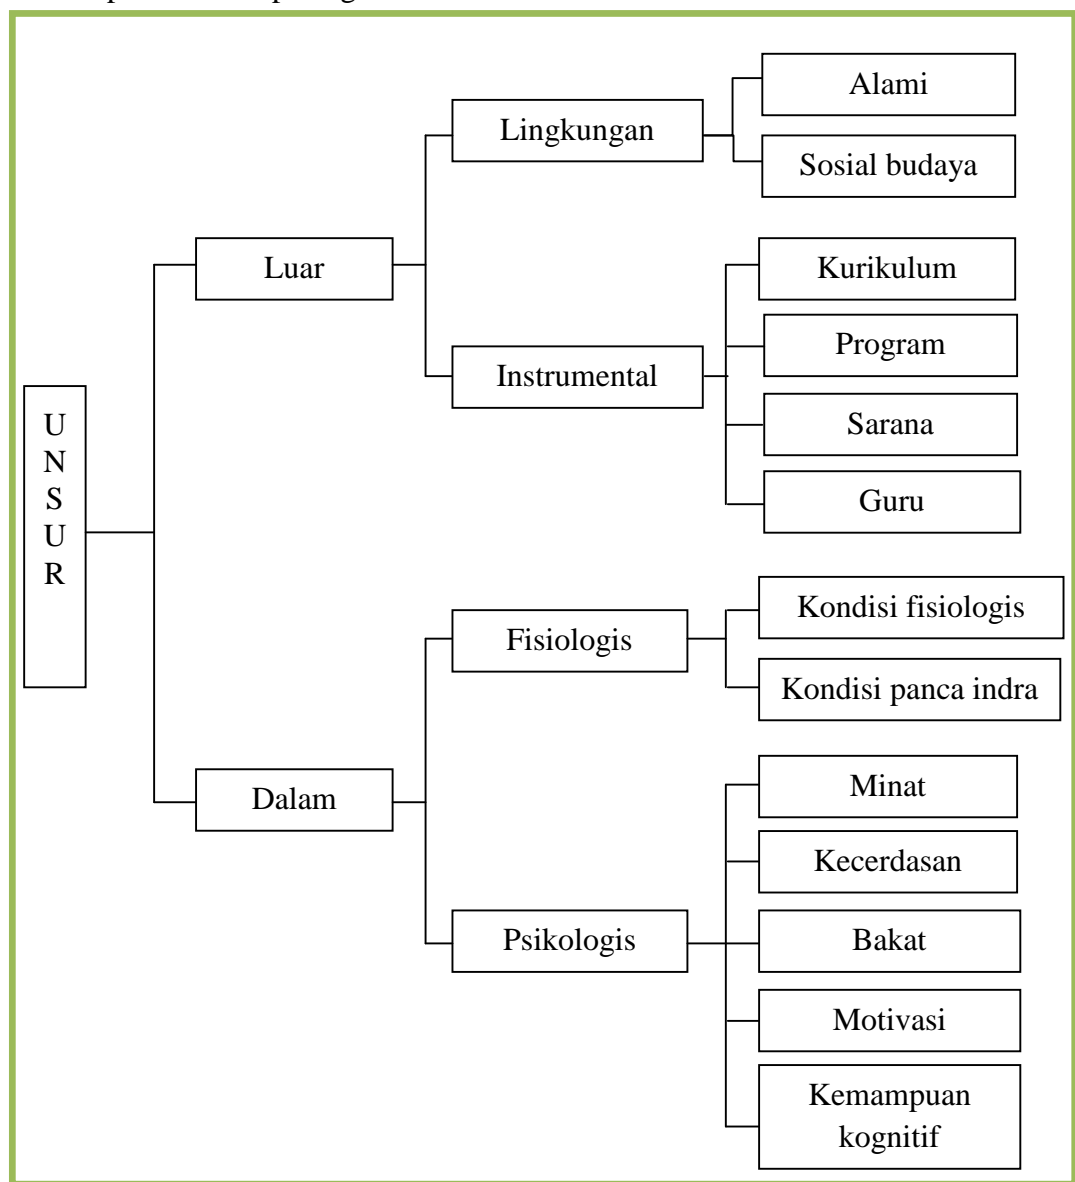 Alami
Lingkungan
Sosial budaya
Luar
Kurikulum
Program
Instrumental
Sarana
Guru
U
N
S
U
R
Kondisi fisiologis
Fisiologis
Kondisi panca indra
Dalam
Minat
Kecerdasan
Psikologis
Bakat
Motivasi
Kemampuan
kognitif